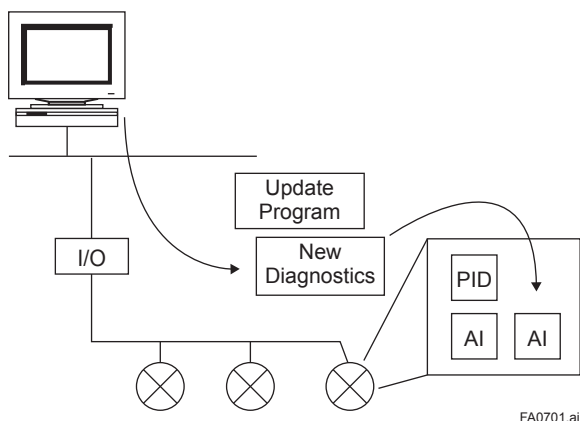 Update
Program
I/O
New
Diagnostics
PID
AI
AI
FA0701.ai